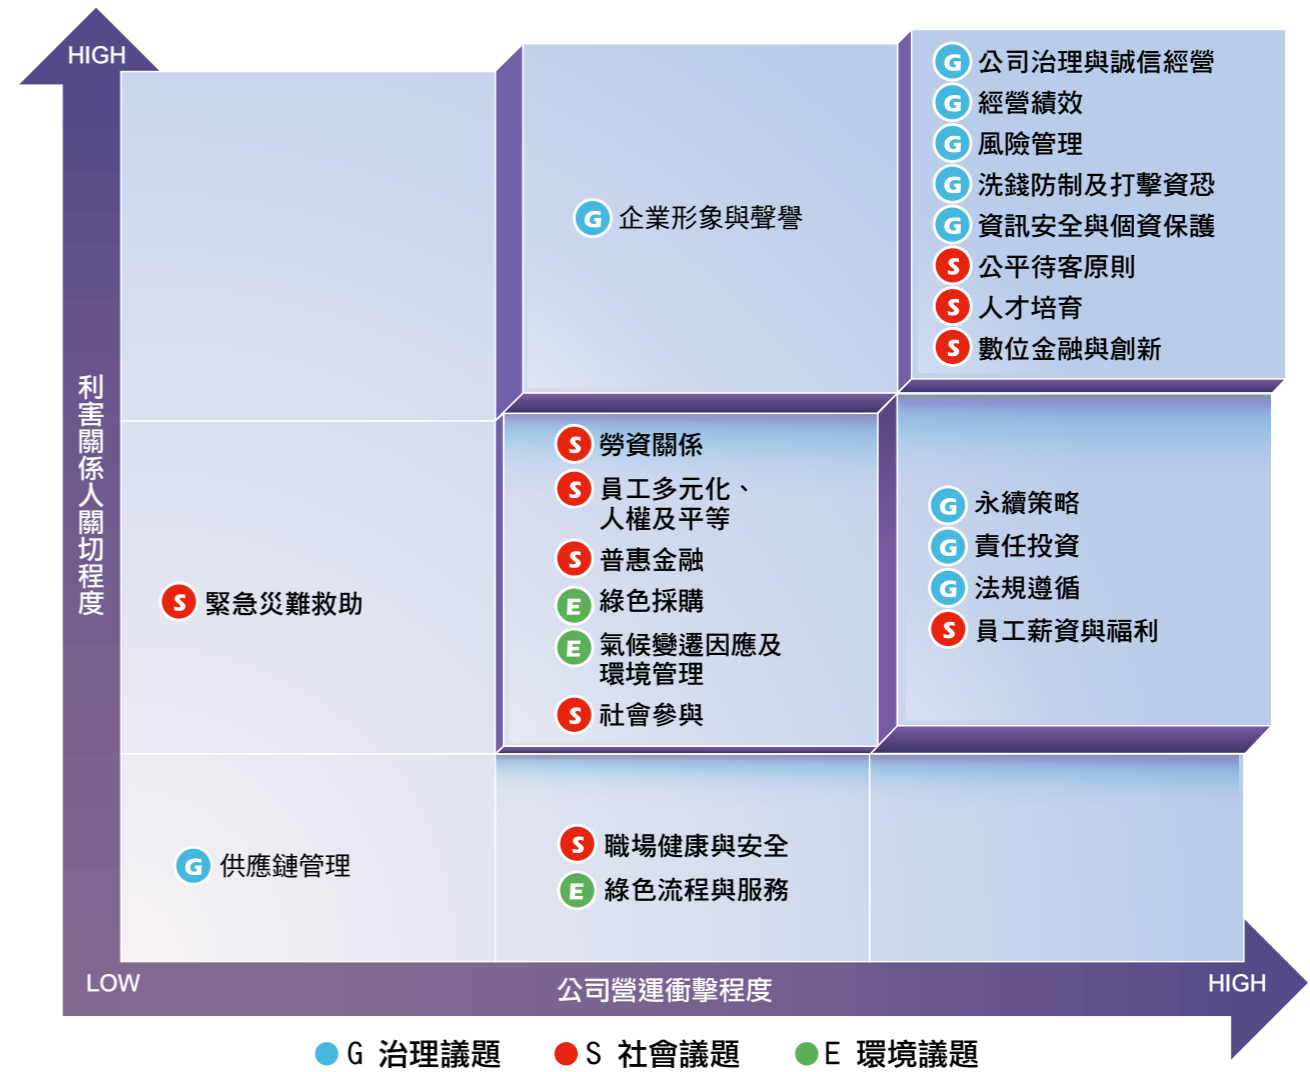 HIGH
利害關係人關切程度
G 企業形象與聲譽
G 公司治理與誠信經營
G 經營績效
G 風險管理
G 洗錢防制及打擊資恐
G 資訊安全與個資保護
S 公平待客原則
S 人才培育
S 數位金融與創新
S 緊急災難救助
S 勞資關係
S 員工多元化、
人權及平等
S 普惠金融
E 綠色採購
E 氣候變遷因應及
環境管理
S 社會參與
G 永續策略
G 責任投資
G 法規遵循
S 員工薪資與福利
G 供應鏈管理
S 職場健康與安全
E 綠色流程與服務
LOW
公司營運衝擊程度
HIGH
G 治理議題
S 社會議題
E 環境議題